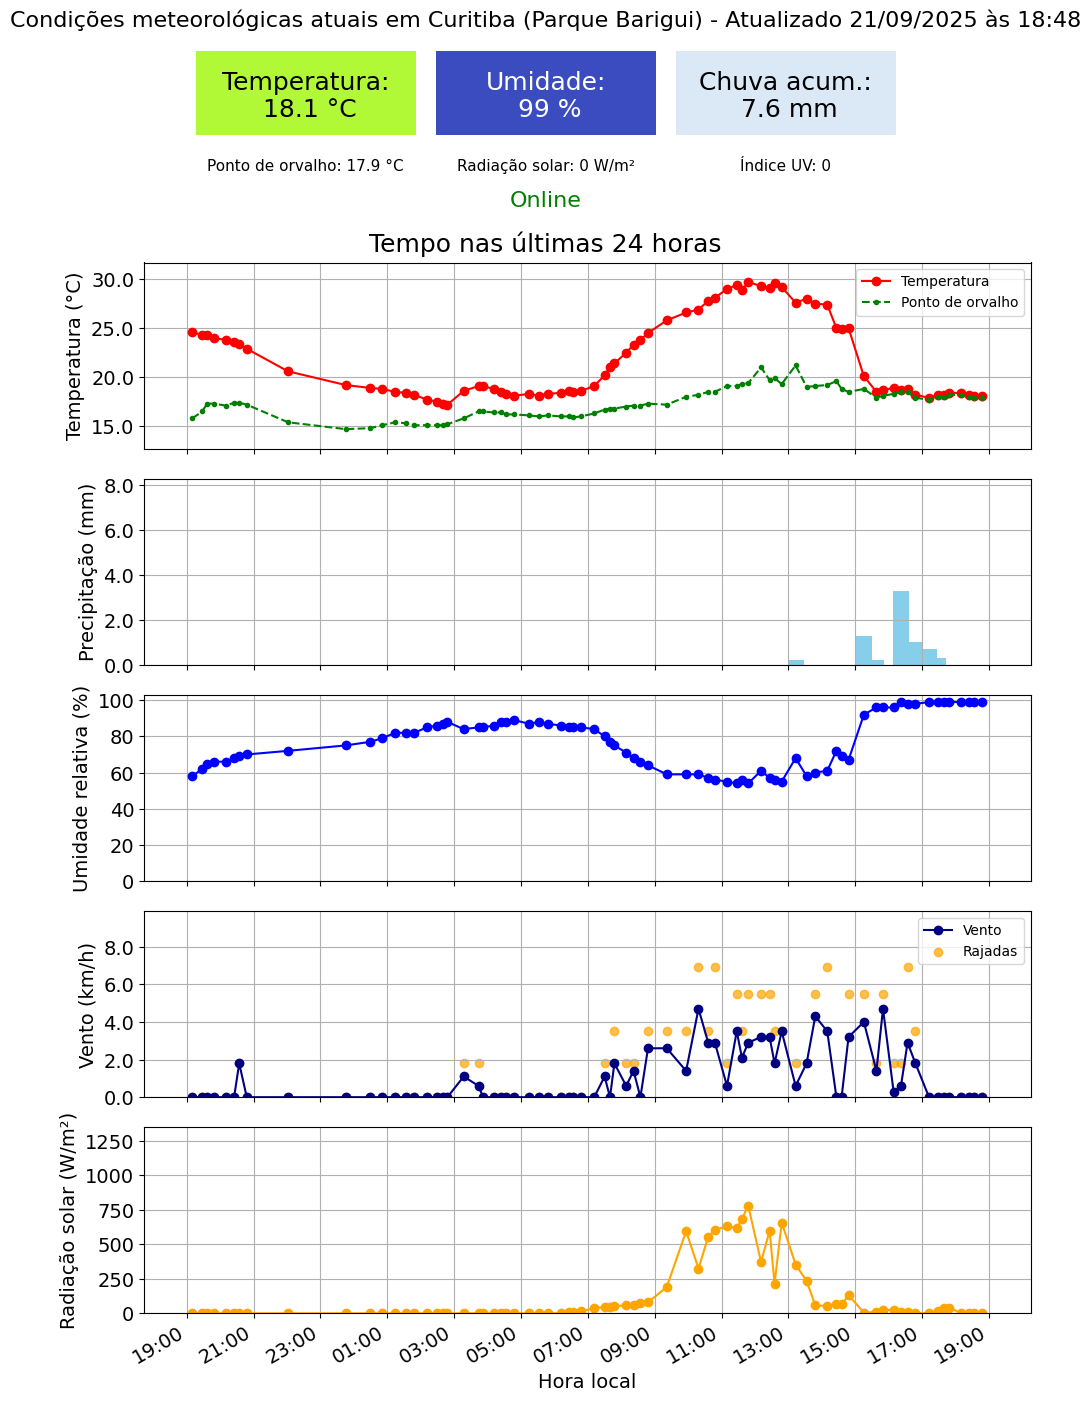 Condições meteorológicas atuais em Curitiba (Parque Barigui) - Atualizado 21/09/2025 às 18:48
Temperatura:
18.1 °C
Umidade:
99 %
Chuva acum.:
7.6 mm
Ponto de orvalho: 17.9 °C
Radiação solar: 0 W/m²
Índice UV: 0
Online
Tempo nas últimas 24 horas
Temperatura (°C)
30.0
25.0
20.0
15.0
Temperatura
Ponto de orvalho
Precipitação (mm)
8.0
6.0
4.0
2.0
0.0
Umidade relativa (%)
100
80
60
40
20
0
Vento (km/h)
8.0
6.0
4.0
2.0
0.0
Vento
Rajadas
Radiação solar (W/m²)
1250
1000
750
500
250
0
19:00
21:00
23:00
01:00
03:00
05:00
07:00
09:00
11:00
13:00
15:00
17:00
19:00
Hora local